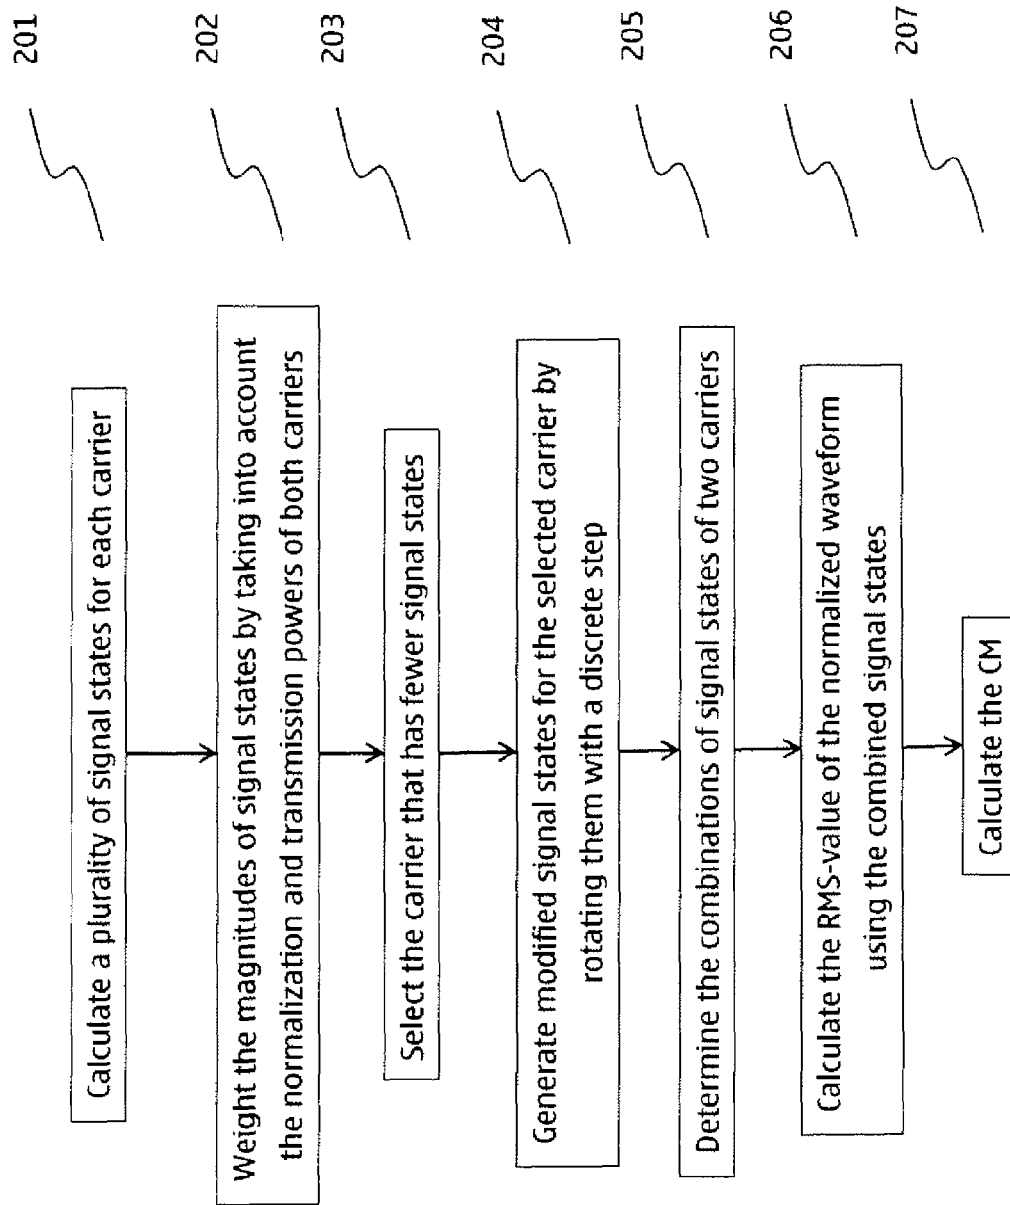 Calculate a plurality of signal states for each carrier
201
Weight the magnitudes of signal states by taking into account
the normalization and transmission powers of both carriers
202
Select the carrier that has fewer signal states
203
Generate modified signal states for the selected carrier by
rotating them with a discrete step
204
Determine the combinations of signal states of two carriers
205
Calculate the RMS-value of the normalized waveform
using the combined signal states
206
Calculate the CM
207